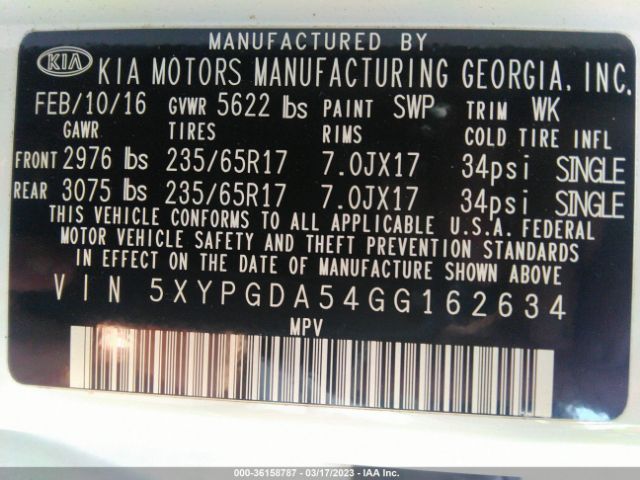 MANUFACTURED BY
KIA KIA MOTORS MANUFACTURING GEORGIA, INC.
FEB/10/16 GVWR 5622 lbs PAINT SWP TRIM WK
GAWR TIRES RIMS COLD TIRE INFL
FRONT 2976 lbs 235/65R17 7.0JX17 34psi SINGLE
REAR 3075 lbs 235/65R17 7.0JX17 34psi SINGLE
THIS VEHICLE CONFORMS TO ALL APPLICABLE U.S.A. FEDERAL
MOTOR VEHICLE SAFETY AND THEFT PREVENTION STANDARDS
IN EFFECT ON THE DATE OF MANUFACTURE SHOWN ABOVE
VIN 5XYPGDA54GG162634
MPV
000-36158787 - 03/17/2023 - IAA Inc.